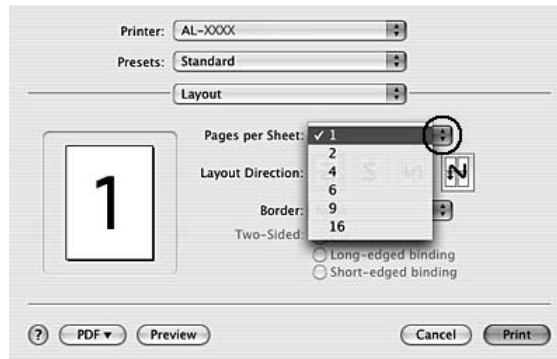 Printer: AL-XXXX
Presets: Standard
Layout
Pages per Sheet: ✓ 1
2
4
Layout Direction:
6
Border: 9
16
Two-Sided:
Long-edged binding
Short-edged binding
1
? PDF▼ Preview Cancel Print